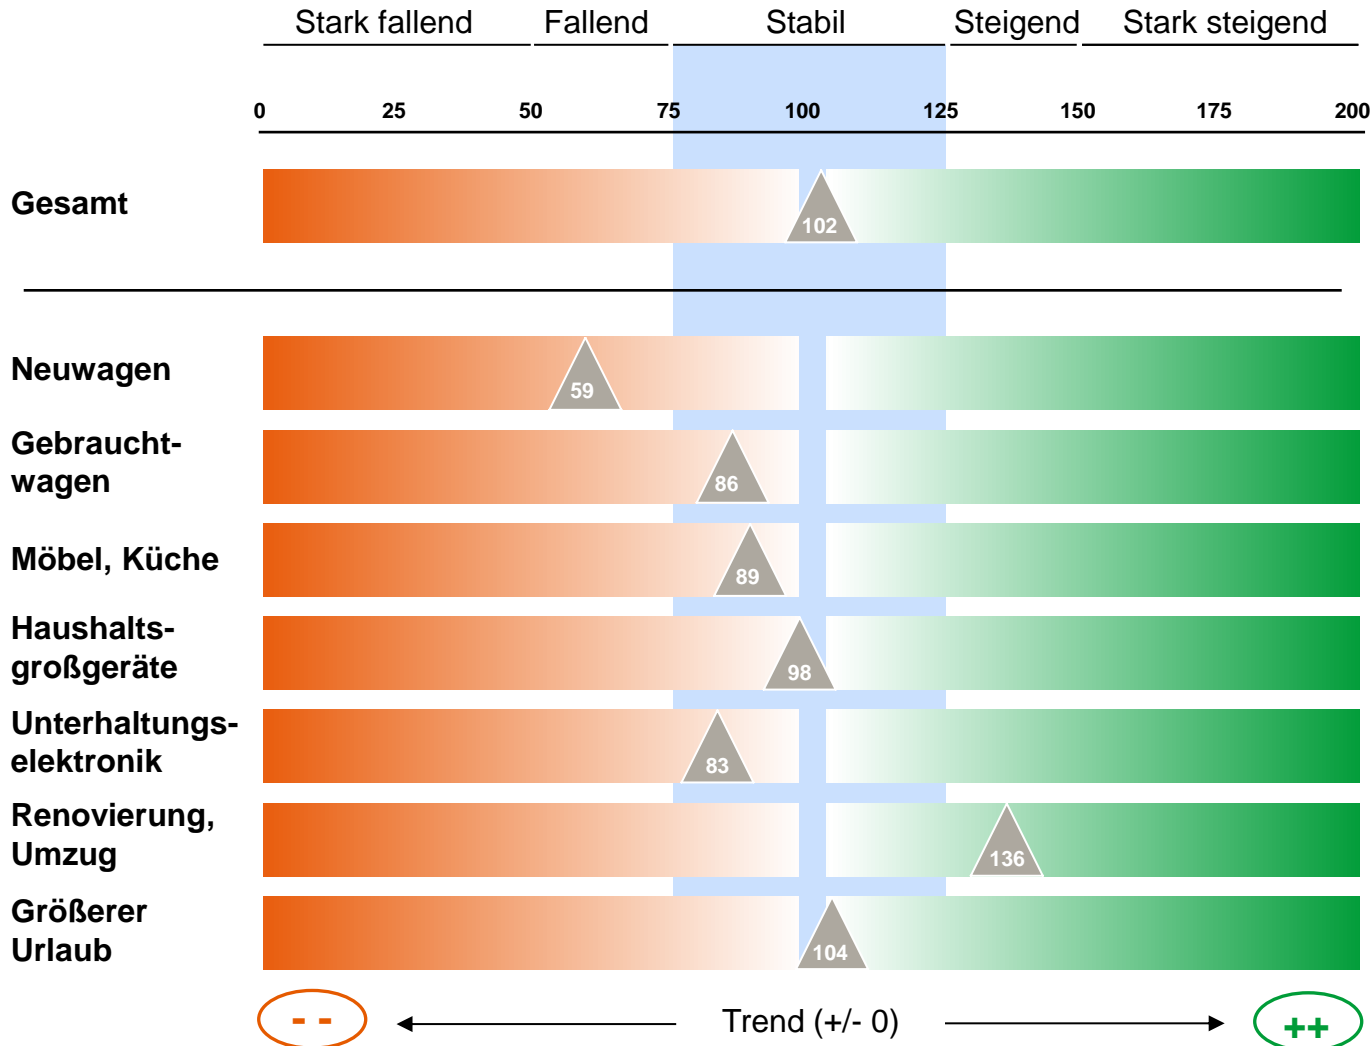 Stark fallend Fallend Stabil Steigend Stark steigend
0 25 50 75 100 125 150 175 200
Gesamt
102
Neuwagen
59
Gebraucht-
wagen
86
Möbel, Küche
89
Haushalts-
großgeräte
98
Unterhaltungs-
elektronik
83
Renovierung,
Umzug
136
Größerer
Urlaub
104
- - Trend (+/- 0) ++